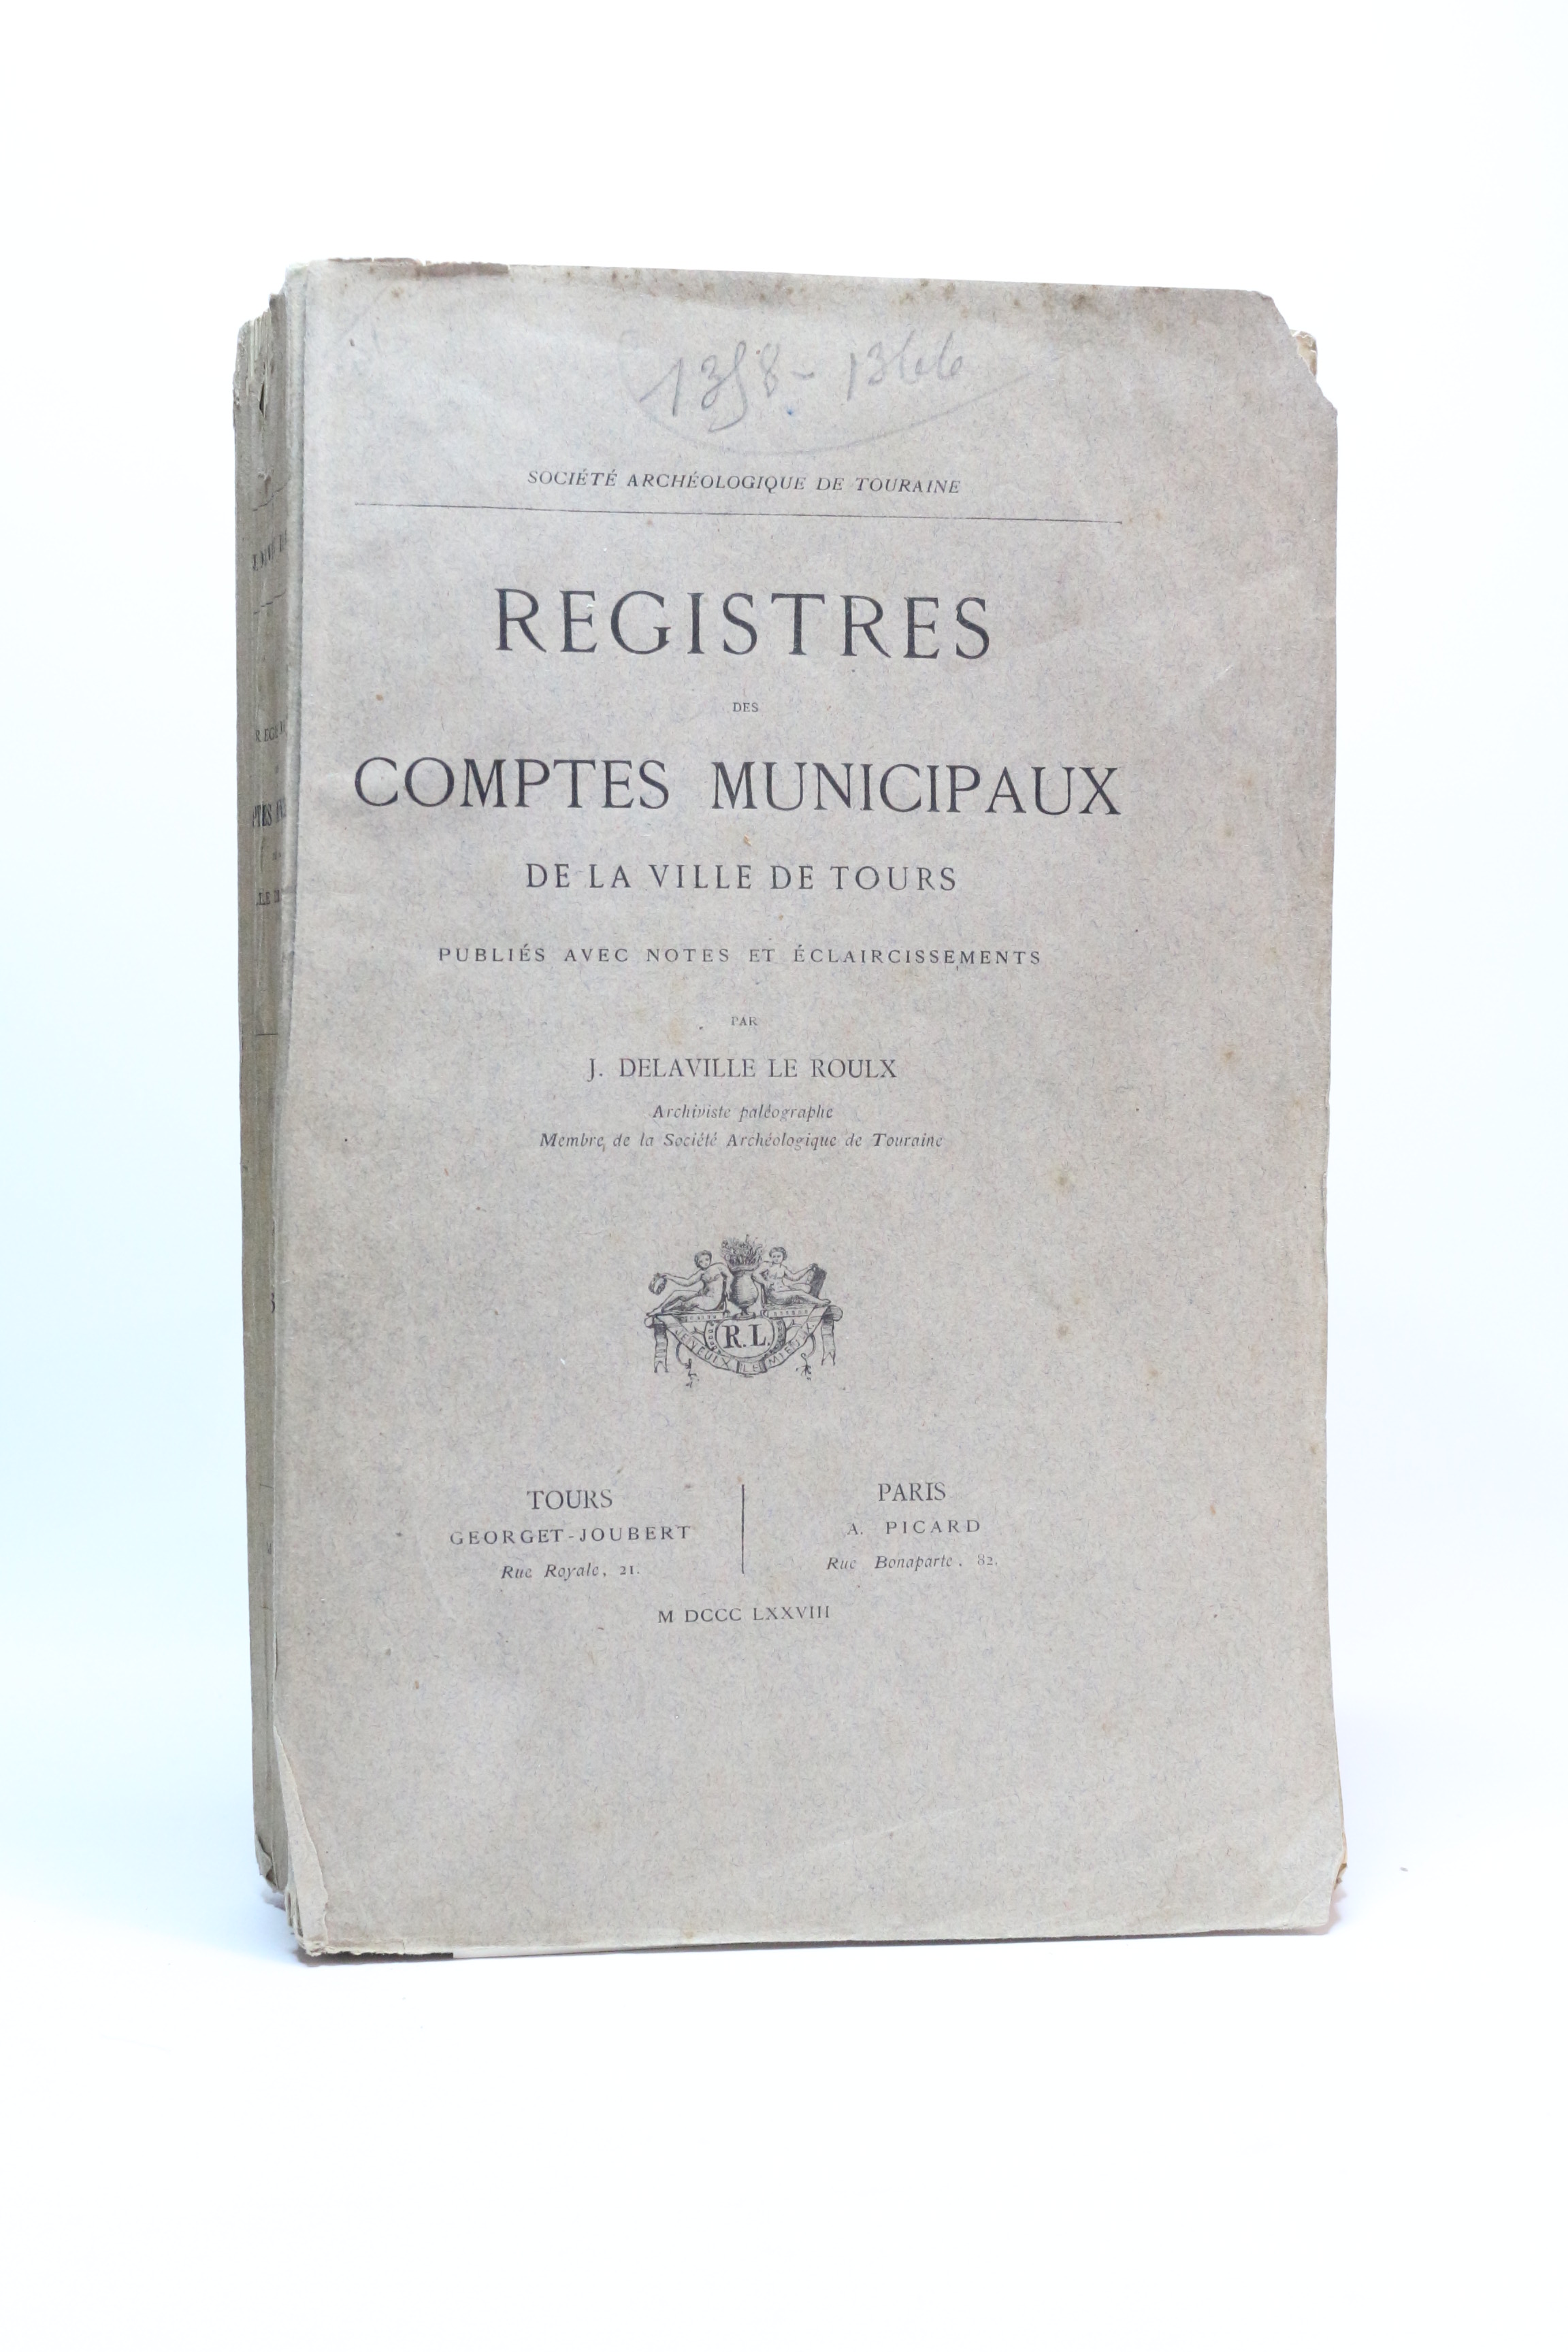 1358 - 1366
SOCIÉTÉ ARCHÉOLOGIQUE DE TOURAINE
REGISTRES
DES
COMPTES MUNICIPAUX
DE LA VILLE DE TOURS
PUBLIÉS AVEC NOTES ET ÉCLAIRCISSEMENTS
PAR
J. DELAVILLE LE ROULX
Archiviste paléographe
Membre de la Société Archéologique de Touraine
R.L.
TOURS
GEORGET-JOUBERT
Rue Royale, 21.
PARIS
A. PICARD
Rue Bonaparte, 82.
M DCCC LXXVIII